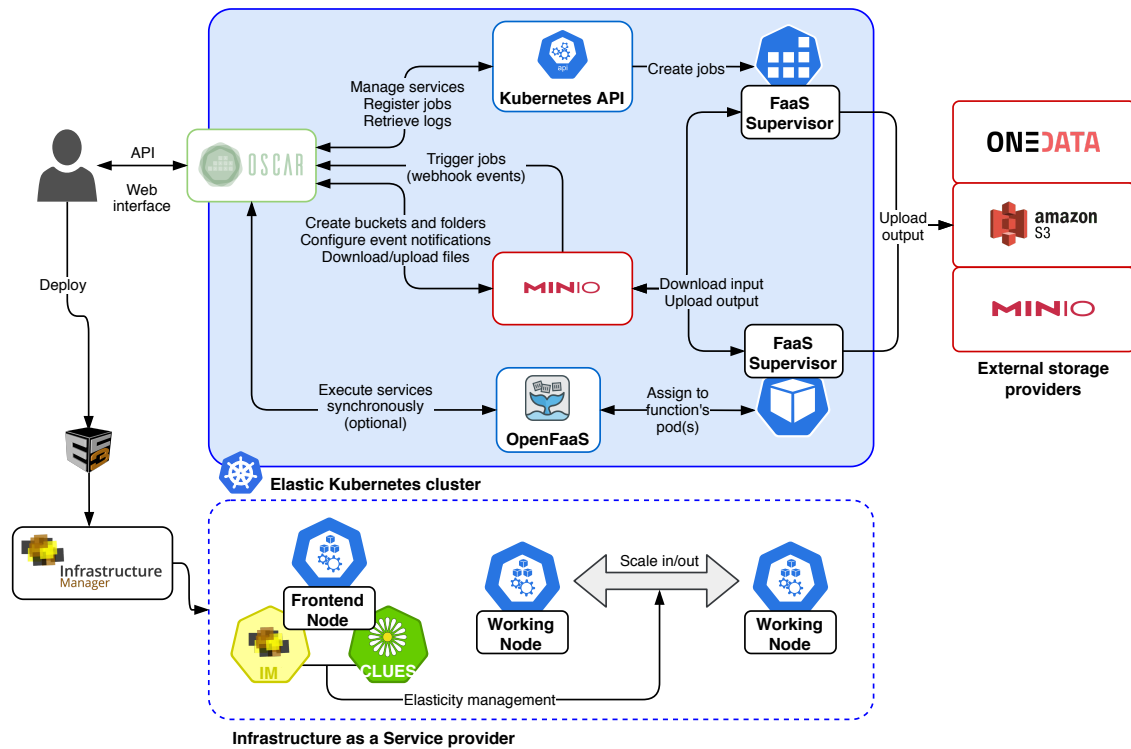 Manage services
Register jobs
Retrieve logs
api
Kubernetes API
Create jobs
FaaS
Supervisor
API
Web
interface
OSCAR
Trigger jobs
(webhook events)
Create buckets and folders
Configure event notifications
Download/upload files
MINIO
Download input
Upload output
Upload
output
ONEDATA
amazon
S3
MINIO
External storage
providers
Deploy
FaaS
Supervisor
Execute services
synchronously
(optional)
OpenFaaS
Assign to
function's
pod(s)
EC3
Elastic Kubernetes cluster
Infrastructure
Manager
Frontend
Node
IM
CLUES
Working
Node
Scale in/out
Working
Node
Elasticity management
Infrastructure as a Service provider